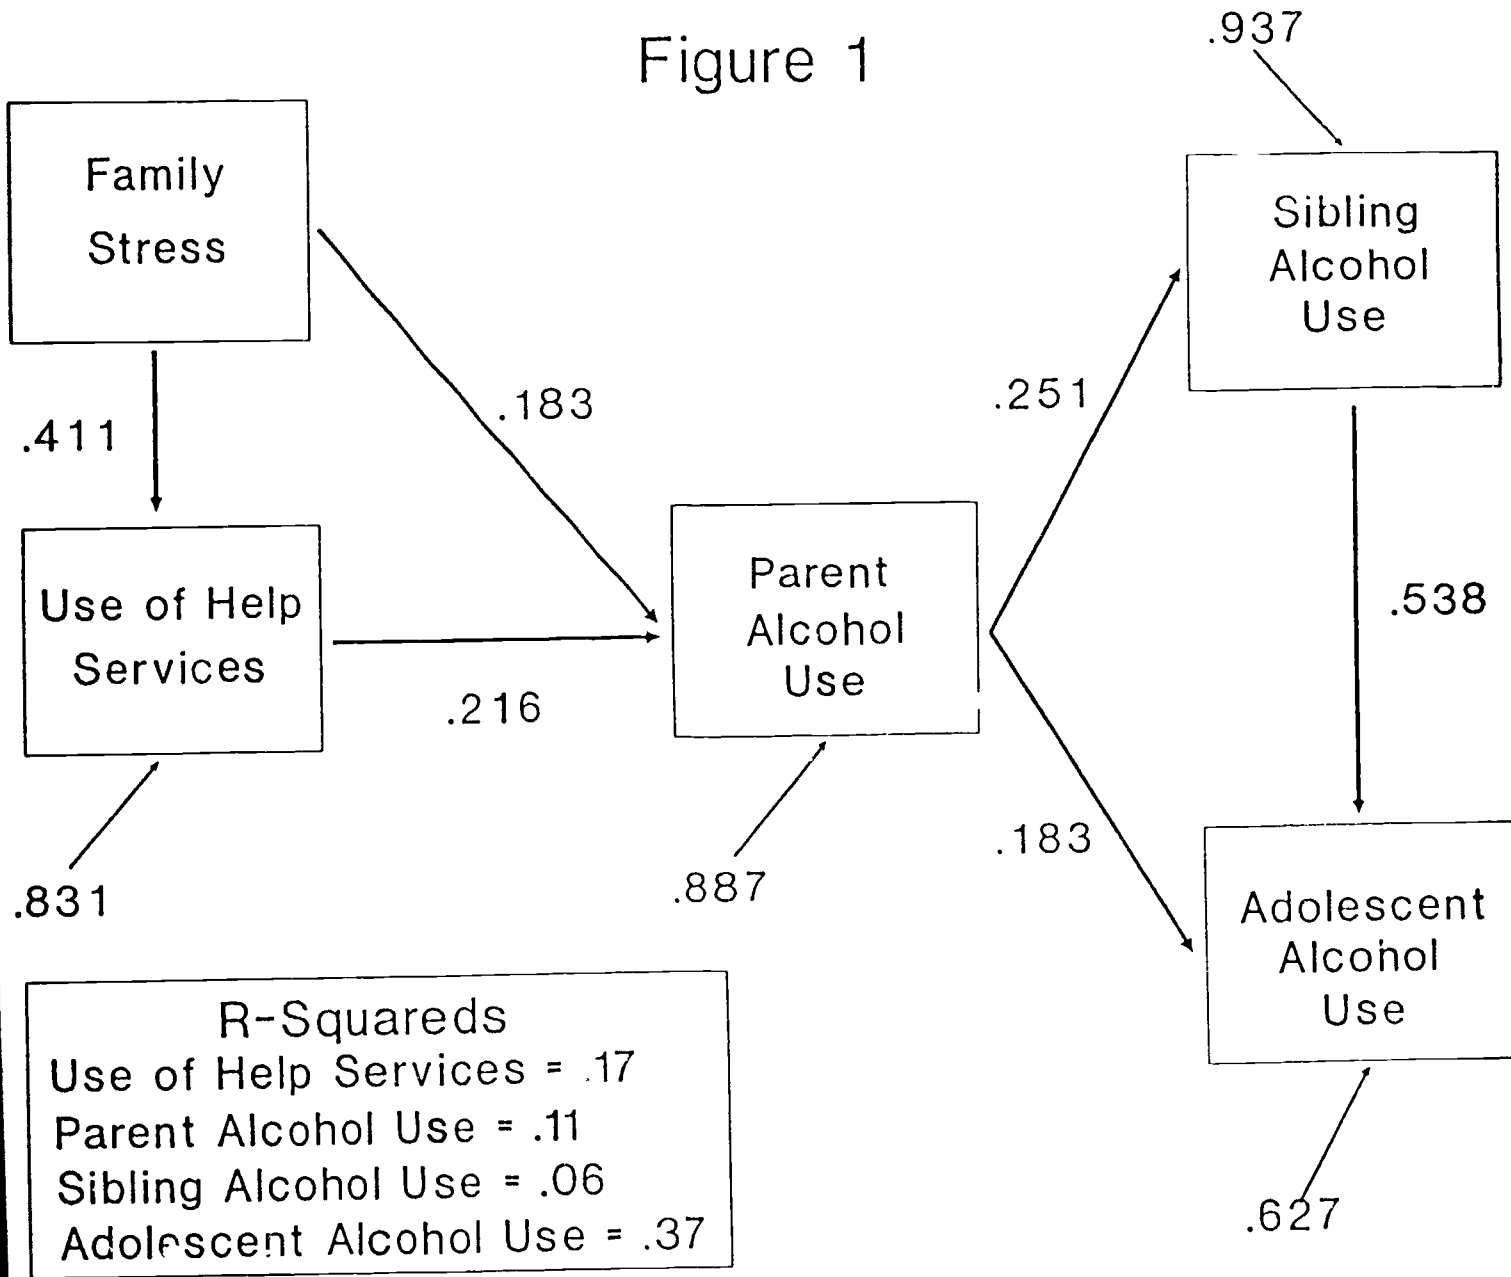 Figure 1
.937
Family
Stress
Sibling
Alcohol
Use
.183
.251
.411
.538
Use of Help
Services
Parent
Alcohol
Use
.216
.183
.831
.887
Adolescent
Alcohol
Use
.627
R-Squareds
Use of Help Services = .17
Parent Alcohol Use = .11
Sibling Alcohol Use = .06
Adolescent Alcohol Use = .37